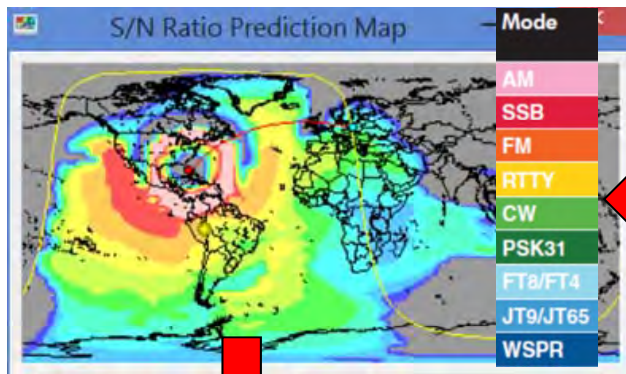 S/N Ratio Prediction Map
Mode
AM
SSB
FM
RTTY
CW
PSK31
FT8/FT4
JT9/JT65
WSPR